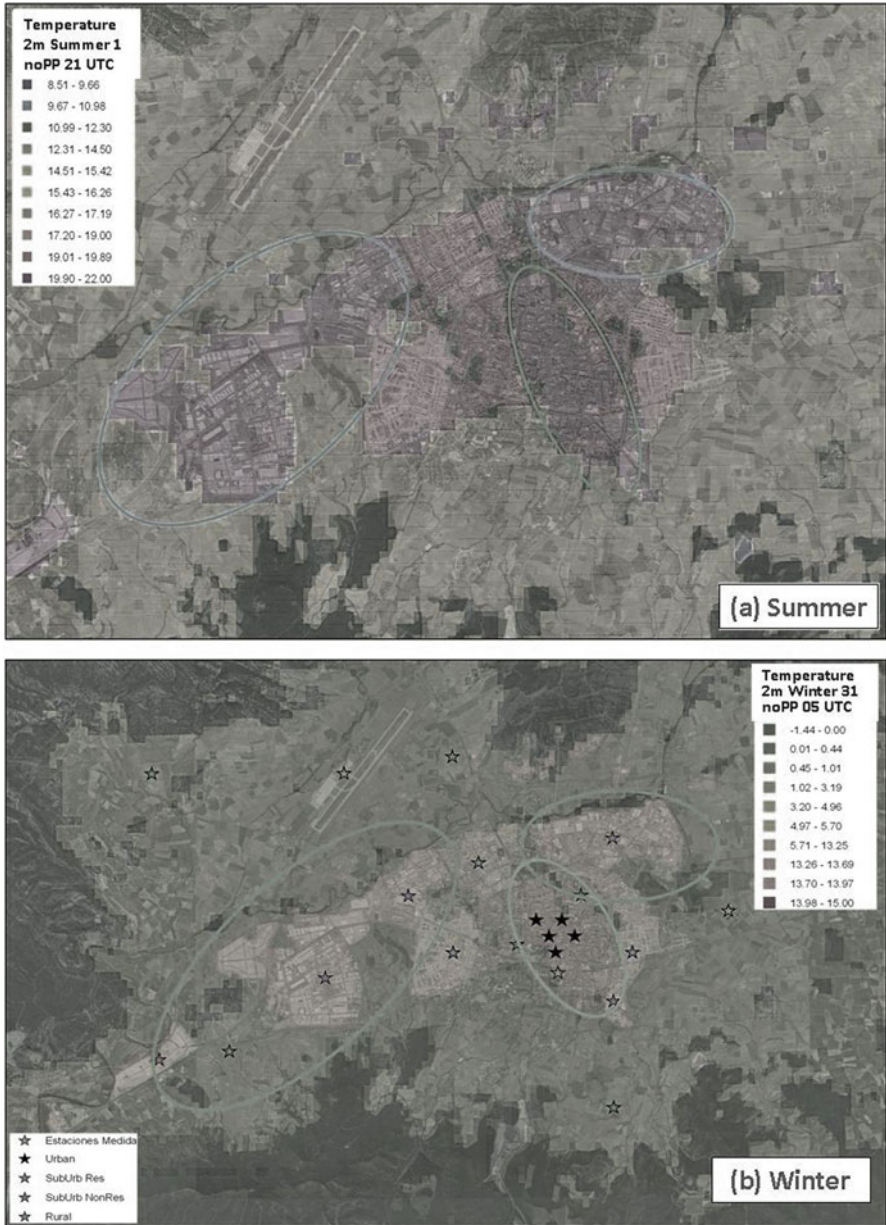 Temperature
2m Summer 1
noPP 21 UTC
8.51 - 9.66
9.67 - 10.98
10.99 - 12.30
12.31 - 14.50
14.51 - 15.42
15.43 - 16.26
16.27 - 17.19
17.20 - 19.00
19.01 - 19.89
19.90 - 22.00
(a) Summer
Temperature
2m Winter 31
noPP 05 UTC
-1.44 - 0.00
0.01 - 0.44
0.45 - 1.01
1.02 - 3.19
3.20 - 4.96
4.97 - 5.70
5.71 - 13.25
13.26 - 13.69
13.70 - 13.97
13.98 - 15.00
Estaciones Medida
Urban
SubUrb Res
SubUrb NonRes
Rural
(b) Winter